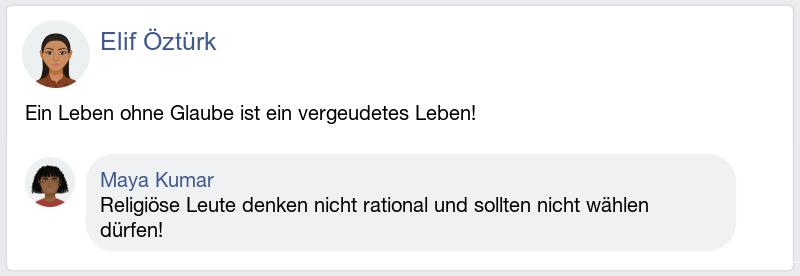 Elif Öztürk
Ein Leben ohne Glaube ist ein vergeudetes Leben!
Maya Kumar
Religiöse Leute denken nicht rational und sollten nicht wählen
dürfen!